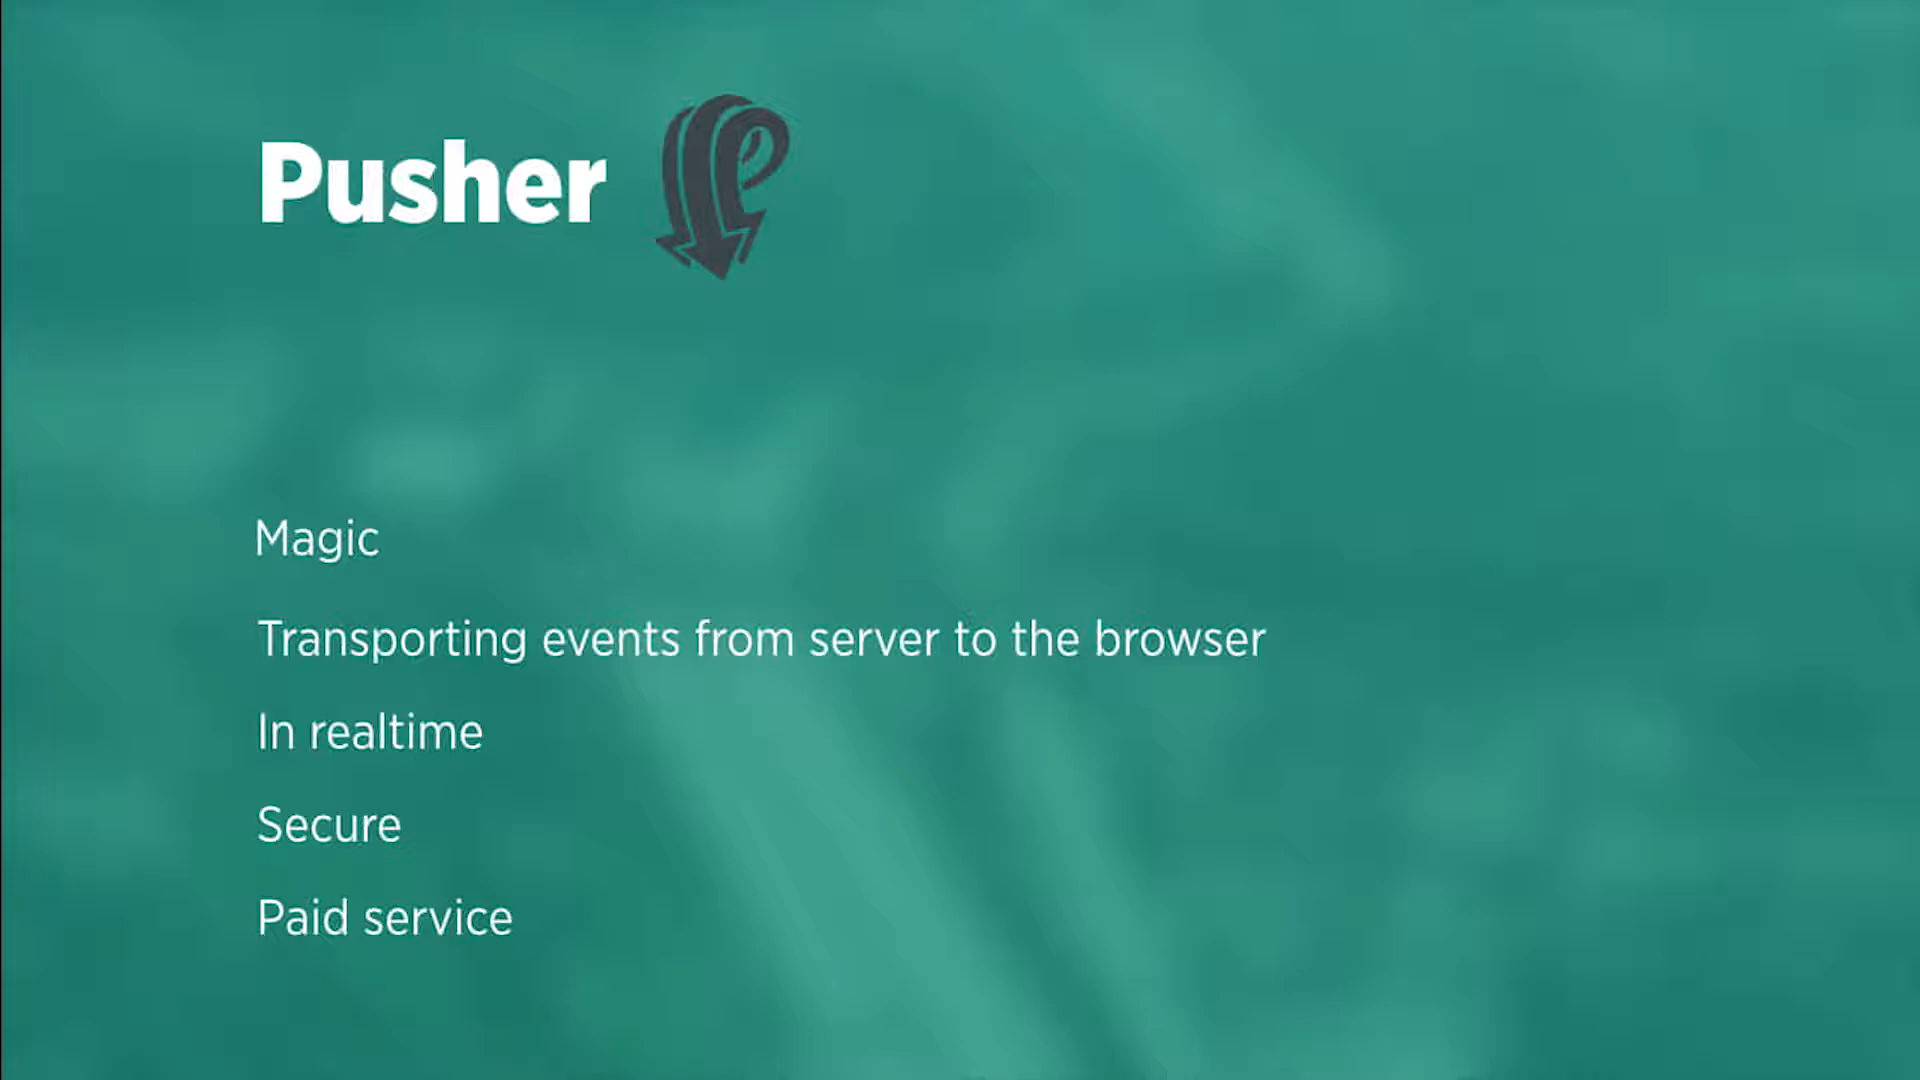 Pusher
Magic
Transporting events from server to the browser
In realtime
Secure
Paid service